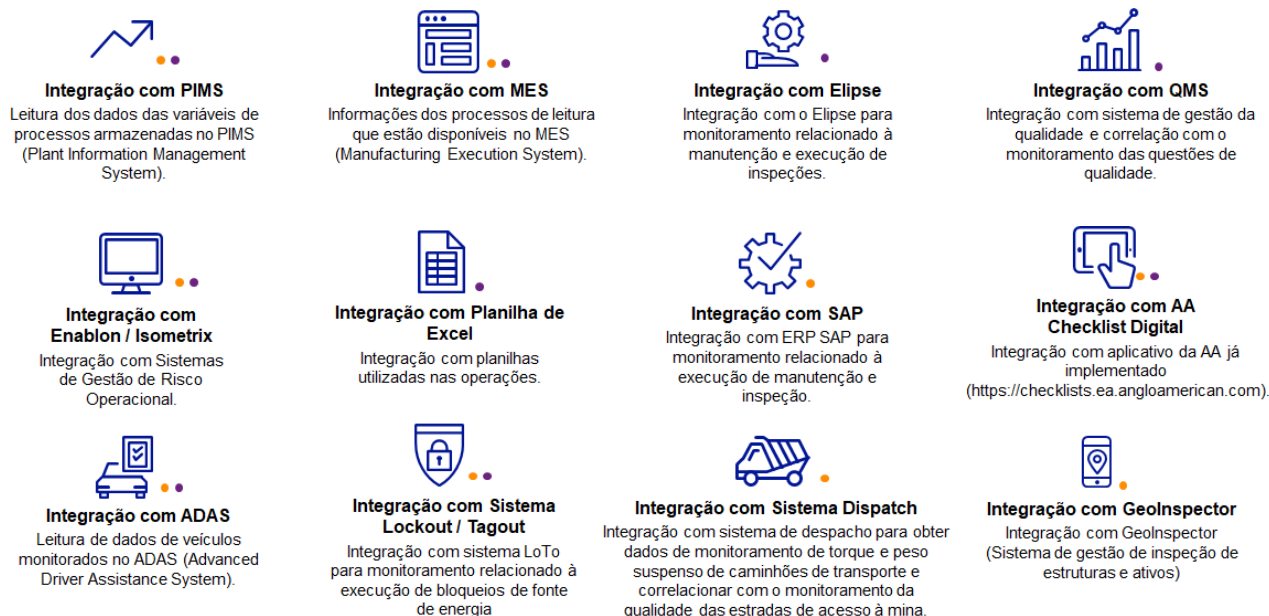 Integração com PIMS
Leitura dos dados das variáveis de
processos armazenadas no PIMS
(Plant Information Management
System).
Integração com MES
Informações dos processos de leitura
que estão disponíveis no MES
(Manufacturing Execution System).
Integração com Elipse
Integração com o Elipse para
monitoramento relacionado à
manutenção e execução de
inspeções.
Integração com QMS
Integração com sistema de gestão da
qualidade e correlação com o
monitoramento das questões de
qualidade.
Integração com
Enablon / Isometrix
Integração com Sistemas
de Gestão de Risco
Operacional.
Integração com Planilha de
Excel
Integração com planilhas
utilizadas nas operações.
Integração com SAP
Integração com ERP SAP para
monitoramento relacionado à
execução de manutenção e
inspeção.
Integração com AA
Checklist Digital
Integração com aplicativo da AA já
implementado
(https://checklists.ea.angloamerican.com).
Integração com ADAS
Leitura de dados de veículos
monitorados no ADAS (Advanced
Driver Assistance System).
Integração com Sistema
Lockout / Tagout
Integração com sistema LoTo
para monitoramento relacionado à
execução de bloqueios de fonte
de energia
Integração com Sistema Dispatch
Integração com sistema de despacho para obter
dados de monitoramento de torque e peso
suspenso de caminhões de transporte e
correlacionar com o monitoramento da
qualidade das estradas de acesso à mina.
Integração com GeoInspector
Integração com GeoInspector
(Sistema de gestão de inspeção de
estruturas e ativos)